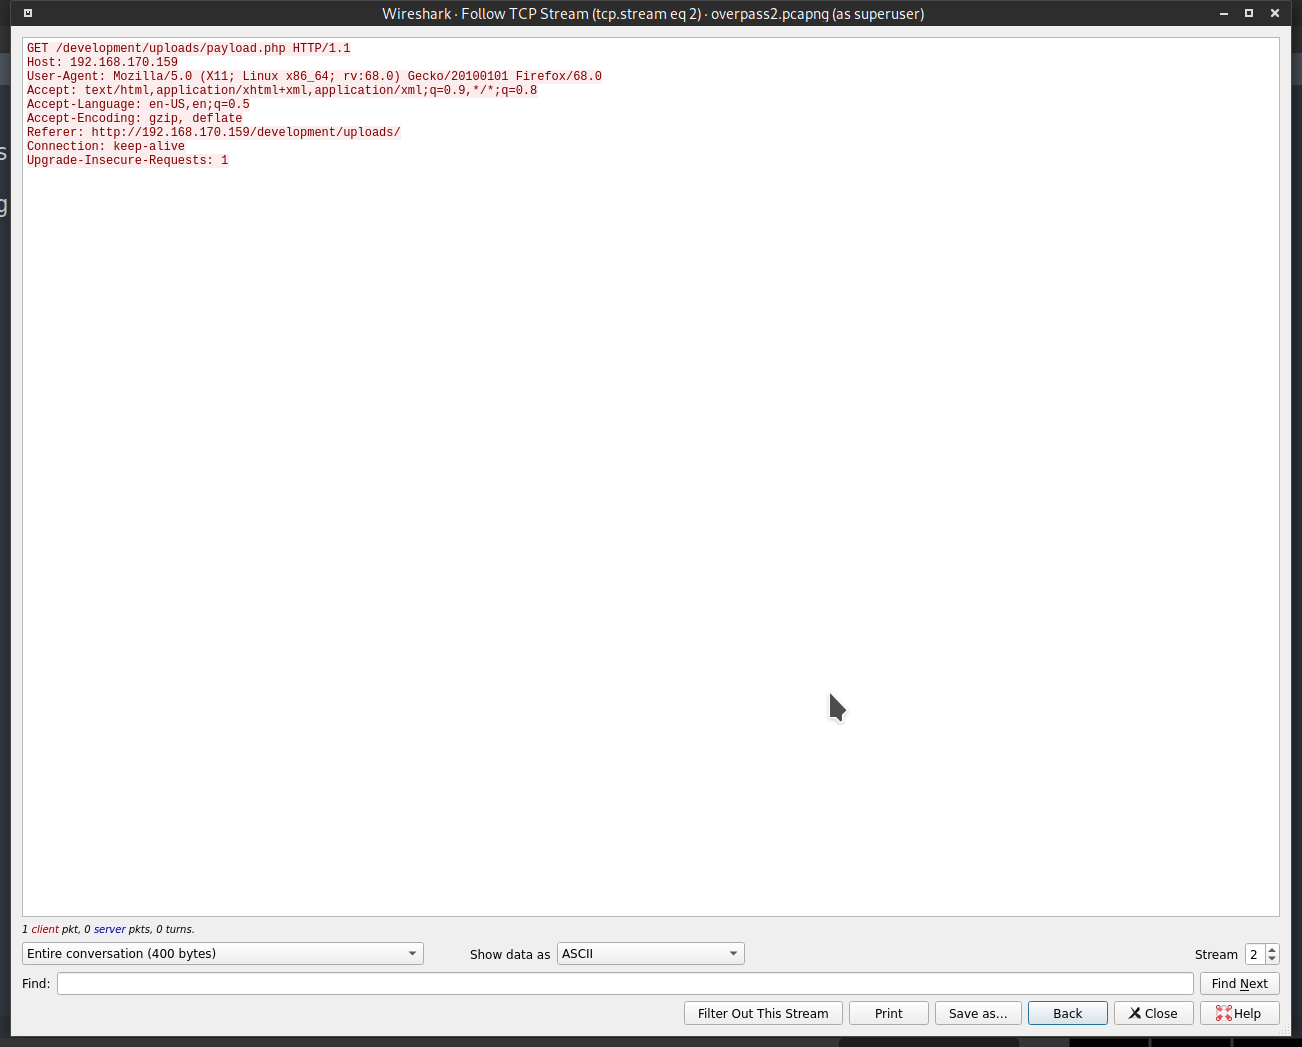 Wireshark · Follow TCP Stream (tcp.stream eq 2) · overpass2.pcapng (as superuser)
GET /development/uploads/payload.php HTTP/1.1
Host: 192.168.170.159
User-Agent: Mozilla/5.0 (X11; Linux x86_64; rv:68.0) Gecko/20100101 Firefox/68.0
Accept: text/html,application/xhtml+xml,application/xml;q=0.9,*/*;q=0.8
Accept-Language: en-US,en;q=0.5
Accept-Encoding: gzip, deflate
Referer: http://192.168.170.159/development/uploads/
Connection: keep-alive
Upgrade-Insecure-Requests: 1
s
g
1 client pkt, 0 server pkts, 0 turns.
Entire conversation (400 bytes) Show data as ASCII Stream 2
Find: Find Next
Filter Out This Stream Print Save as... Back Close Help